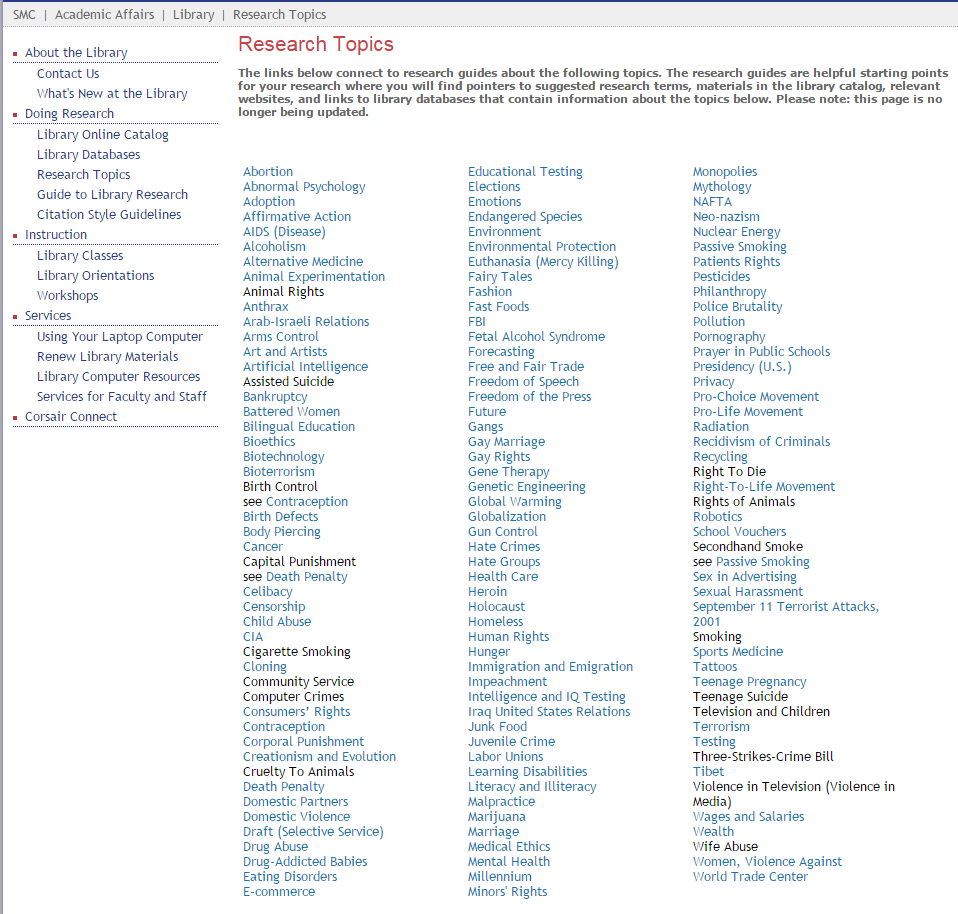 SMC | Academic Affairs | Library | Research Topics
About the Library
Contact Us
What's New at the Library
Doing Research
Library Online Catalog
Library Databases
Research Topics
Guide to Library Research
Citation Style Guidelines
Instruction
Library Classes
Library Orientations
Workshops
Services
Using Your Laptop Computer
Renew Library Materials
Library Computer Resources
Services for Faculty and Staff
Corsair Connect
Research Topics
The links below connect to research guides about the following topics. The research guides are helpful starting points
for your research where you will find pointers to suggested research terms, materials in the library catalog, relevant
websites, and links to library databases that contain information about the topics below. Please note: this page is no
longer being updated.
Abortion
Abnormal Psychology
Adoption
Affirmative Action
AIDS (Disease)
Alcoholism
Alternative Medicine
Animal Experimentation
Animal Rights
Anthrax
Arab-Israeli Relations
Arms Control
Art and Artists
Artificial Intelligence
Assisted Suicide
Bankruptcy
Battered Women
Bilingual Education
Bioethics
Biotechnology
Bioterrorism
Birth Control
see Contraception
Birth Defects
Body Piercing
Cancer
Capital Punishment
see Death Penalty
Celibacy
Censorship
Child Abuse
CIA
Cigarette Smoking
Cloning
Community Service
Computer Crimes
Consumers' Rights
Contraception
Corporal Punishment
Creationism and Evolution
Cruelty To Animals
Death Penalty
Domestic Partners
Domestic Violence
Draft (Selective Service)
Drug Abuse
Drug-Addicted Babies
Eating Disorders
E-commerce
Educational Testing
Elections
Emotions
Endangered Species
Environment
Environmental Protection
Euthanasia (Mercy Killing)
Fairy Tales
Fashion
Fast Foods
FBI
Fetal Alcohol Syndrome
Forecasting
Free and Fair Trade
Freedom of Speech
Freedom of the Press
Future
Gangs
Gay Marriage
Gay Rights
Gene Therapy
Genetic Engineering
Global Warming
Globalization
Gun Control
Hate Crimes
Hate Groups
Health Care
Heroin
Holocaust
Homeless
Human Rights
Hunger
Immigration and Emigration
Impeachment
Intelligence and IQ Testing
Iraq United States Relations
Junk Food
Juvenile Crime
Labor Unions
Learning Disabilities
Literacy and Illiteracy
Malpractice
Marijuana
Marriage
Medical Ethics
Mental Health
Millennium
Minors' Rights
Monopolies
Mythology
NAFTA
Neo-nazism
Nuclear Energy
Passive Smoking
Patients Rights
Pesticides
Philanthropy
Police Brutality
Pollution
Pornography
Prayer in Public Schools
Presidency (U.S.)
Privacy
Pro-Choice Movement
Pro-Life Movement
Radiation
Recidivism of Criminals
Recycling
Right To Die
Right-To-Life Movement
Rights of Animals
Robotics
School Vouchers
Secondhand Smoke
see Passive Smoking
Sex in Advertising
Sexual Harassment
September 11 Terrorist Attacks,
2001
Smoking
Sports Medicine
Tattoos
Teenage Pregnancy
Teenage Suicide
Television and Children
Terrorism
Testing
Three-Strikes-Crime Bill
Tibet
Violence in Television (Violence in
Media)
Wages and Salaries
Wealth
Wife Abuse
Women, Violence Against
World Trade Center